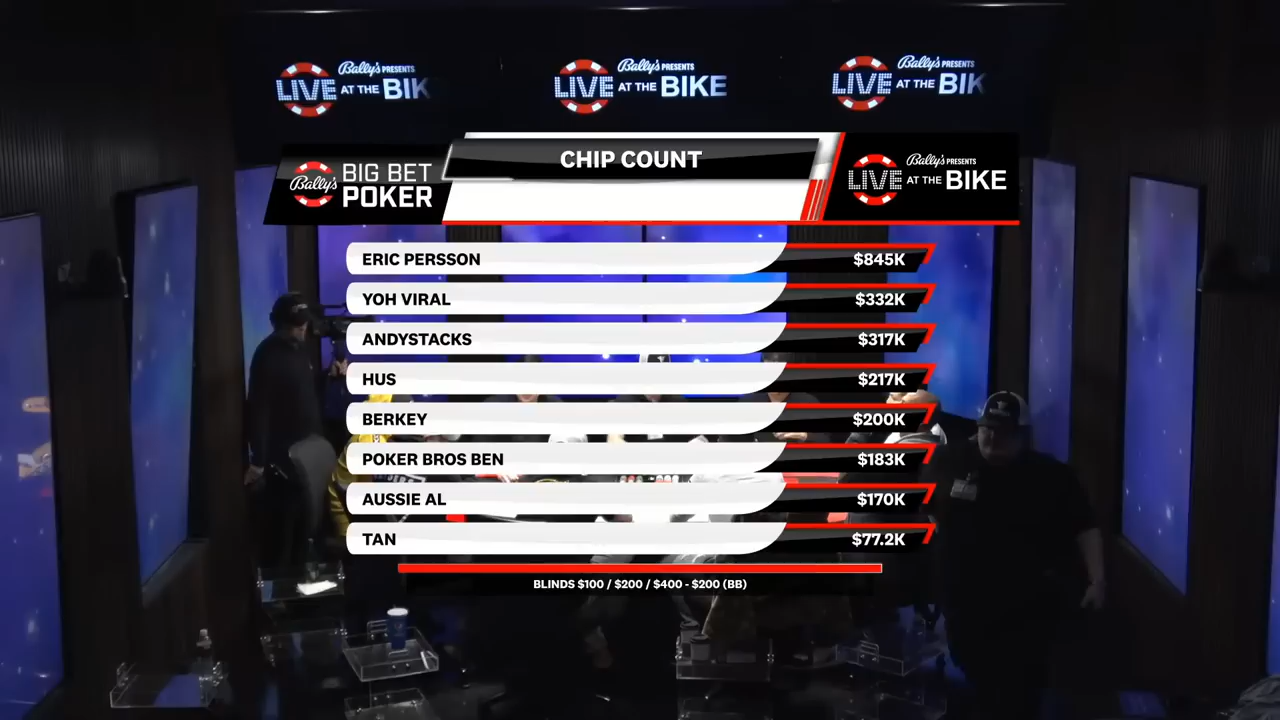 Bally's PRESENTS
LIVE AT THE BIK
Bally's PRESENTS
LIVE AT THE BIKE
Bally's PRESENTS
LIVE AT THE BIK
Bally's
BIG BET
POKER
CHIP COUNT
Bally's PRESENTS
LIVE AT THE BIKE
ERIC PERSSON $845K
YOH VIRAL $332K
ANDYSTACKS $317K
HUS $217K
BERKEY $200K
POKER BROS BEN $183K
AUSSIE AL $170K
TAN $77.2K
BLINDS $100 / $200 / $400 - $200 (BB)